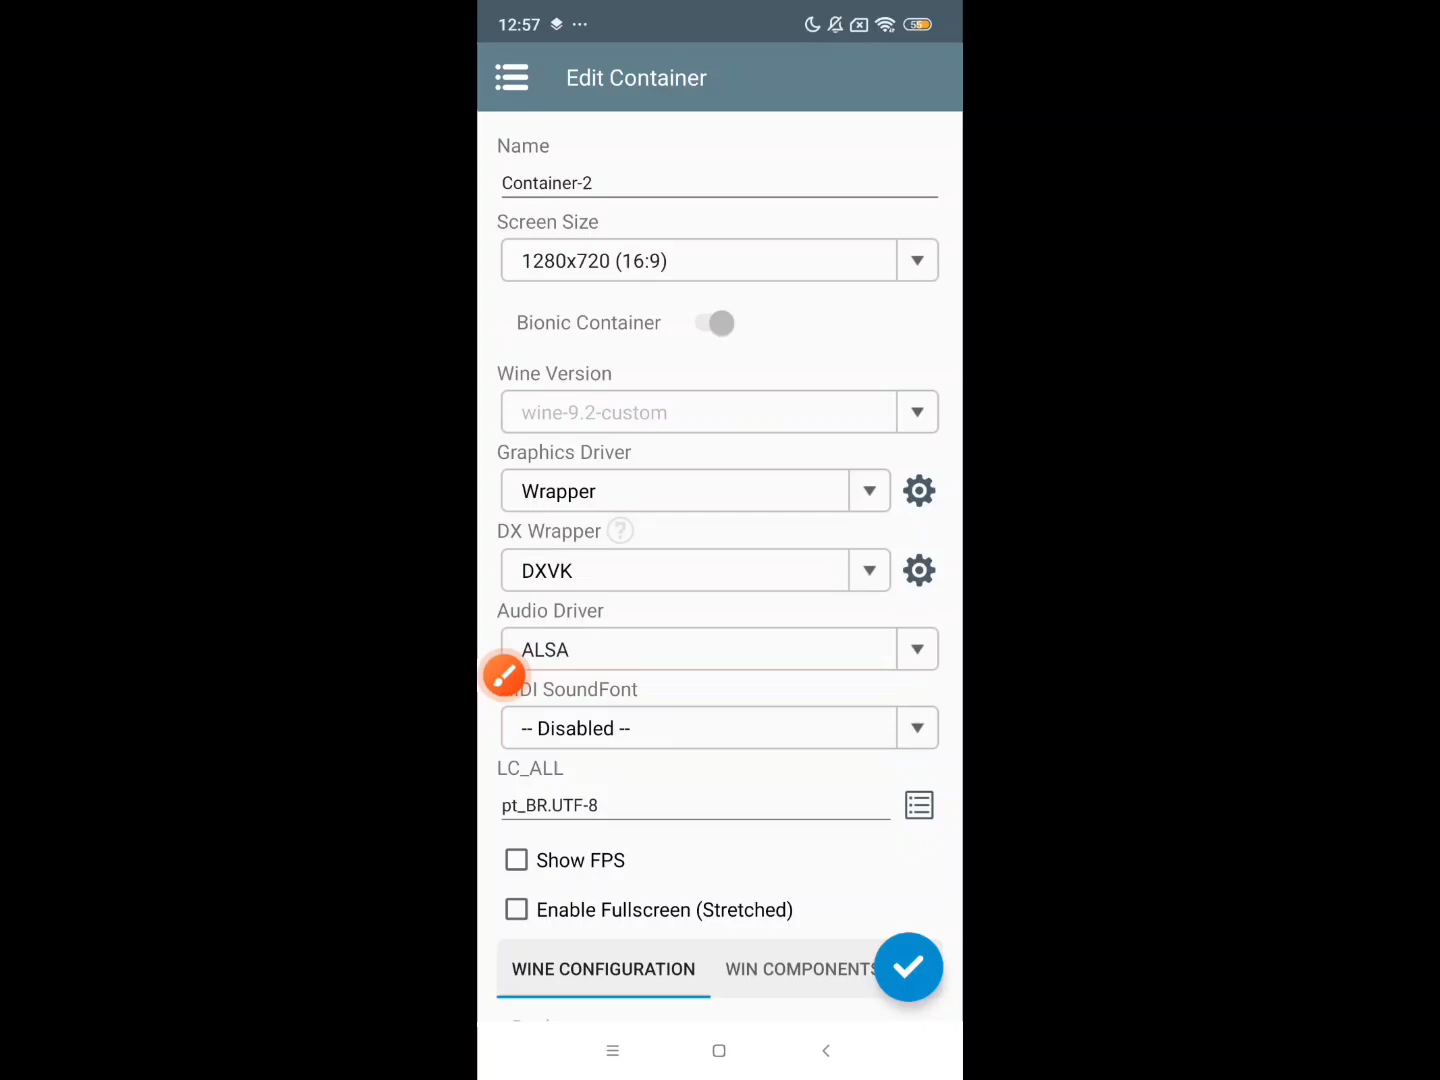 12:57
55
Edit Container
Name
Container-2
Screen Size
1280x720 (16:9)
Bionic Container
Wine Version
wine-9.2-custom
Graphics Driver
Wrapper
DX Wrapper ?
DXVK
Audio Driver
ALSA
SoundFont
-- Disabled --
LC_ALL
pt_BR.UTF-8
Show FPS
Enable Fullscreen (Stretched)
WINE CONFIGURATION WIN COMPONENTS